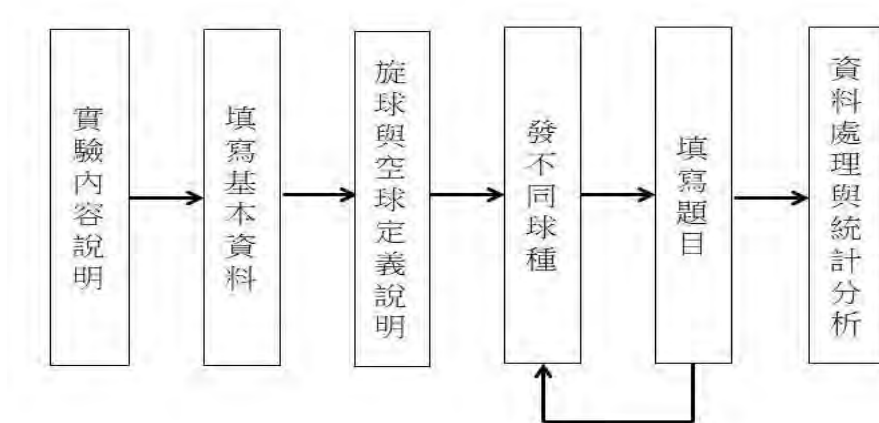 實驗內容說明
填寫基本資料
旋球與空球定義說明
發不同球種
填寫題目
資料處理與統計分析